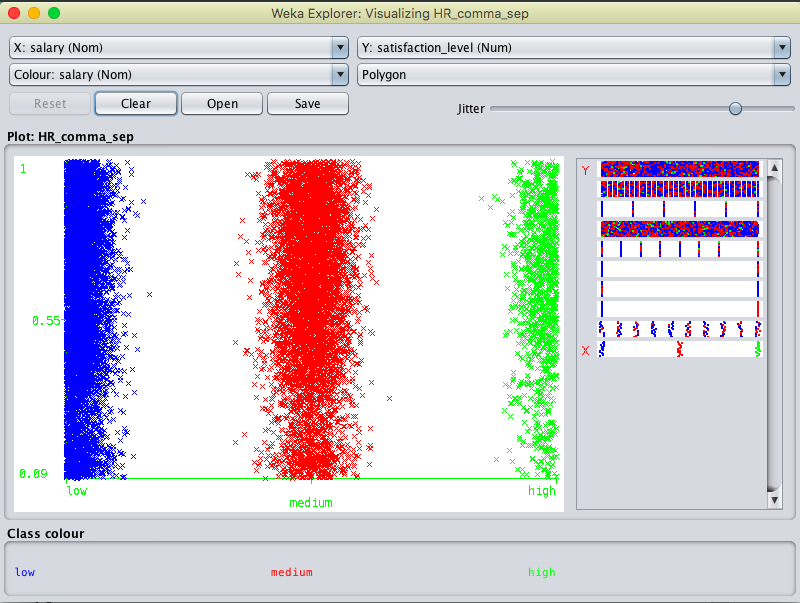 Weka Explorer: Visualizing HR_comma_sep
X: salary (Nom) Y: satisfaction_level (Num)
Colour: salary (Nom) Polygon
Reset Clear Open Save Jitter
Plot: HR_comma_sep
1
0.55
0.09
low medium high
Y
X
Class colour
low medium high